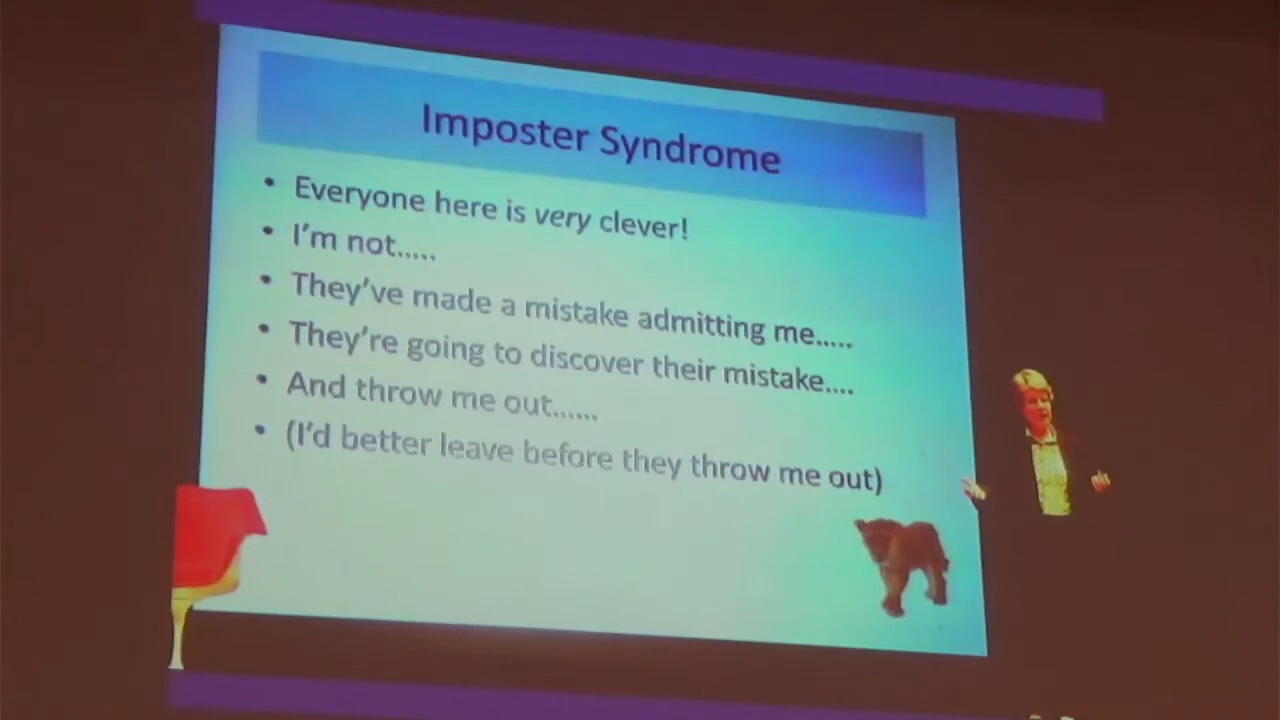 Imposter Syndrome
• Everyone here is very clever!
• I'm not.....
• They've made a mistake admitting me.....
• They're going to discover their mistake....
• And throw me out......
• (I'd better leave before they throw me out)